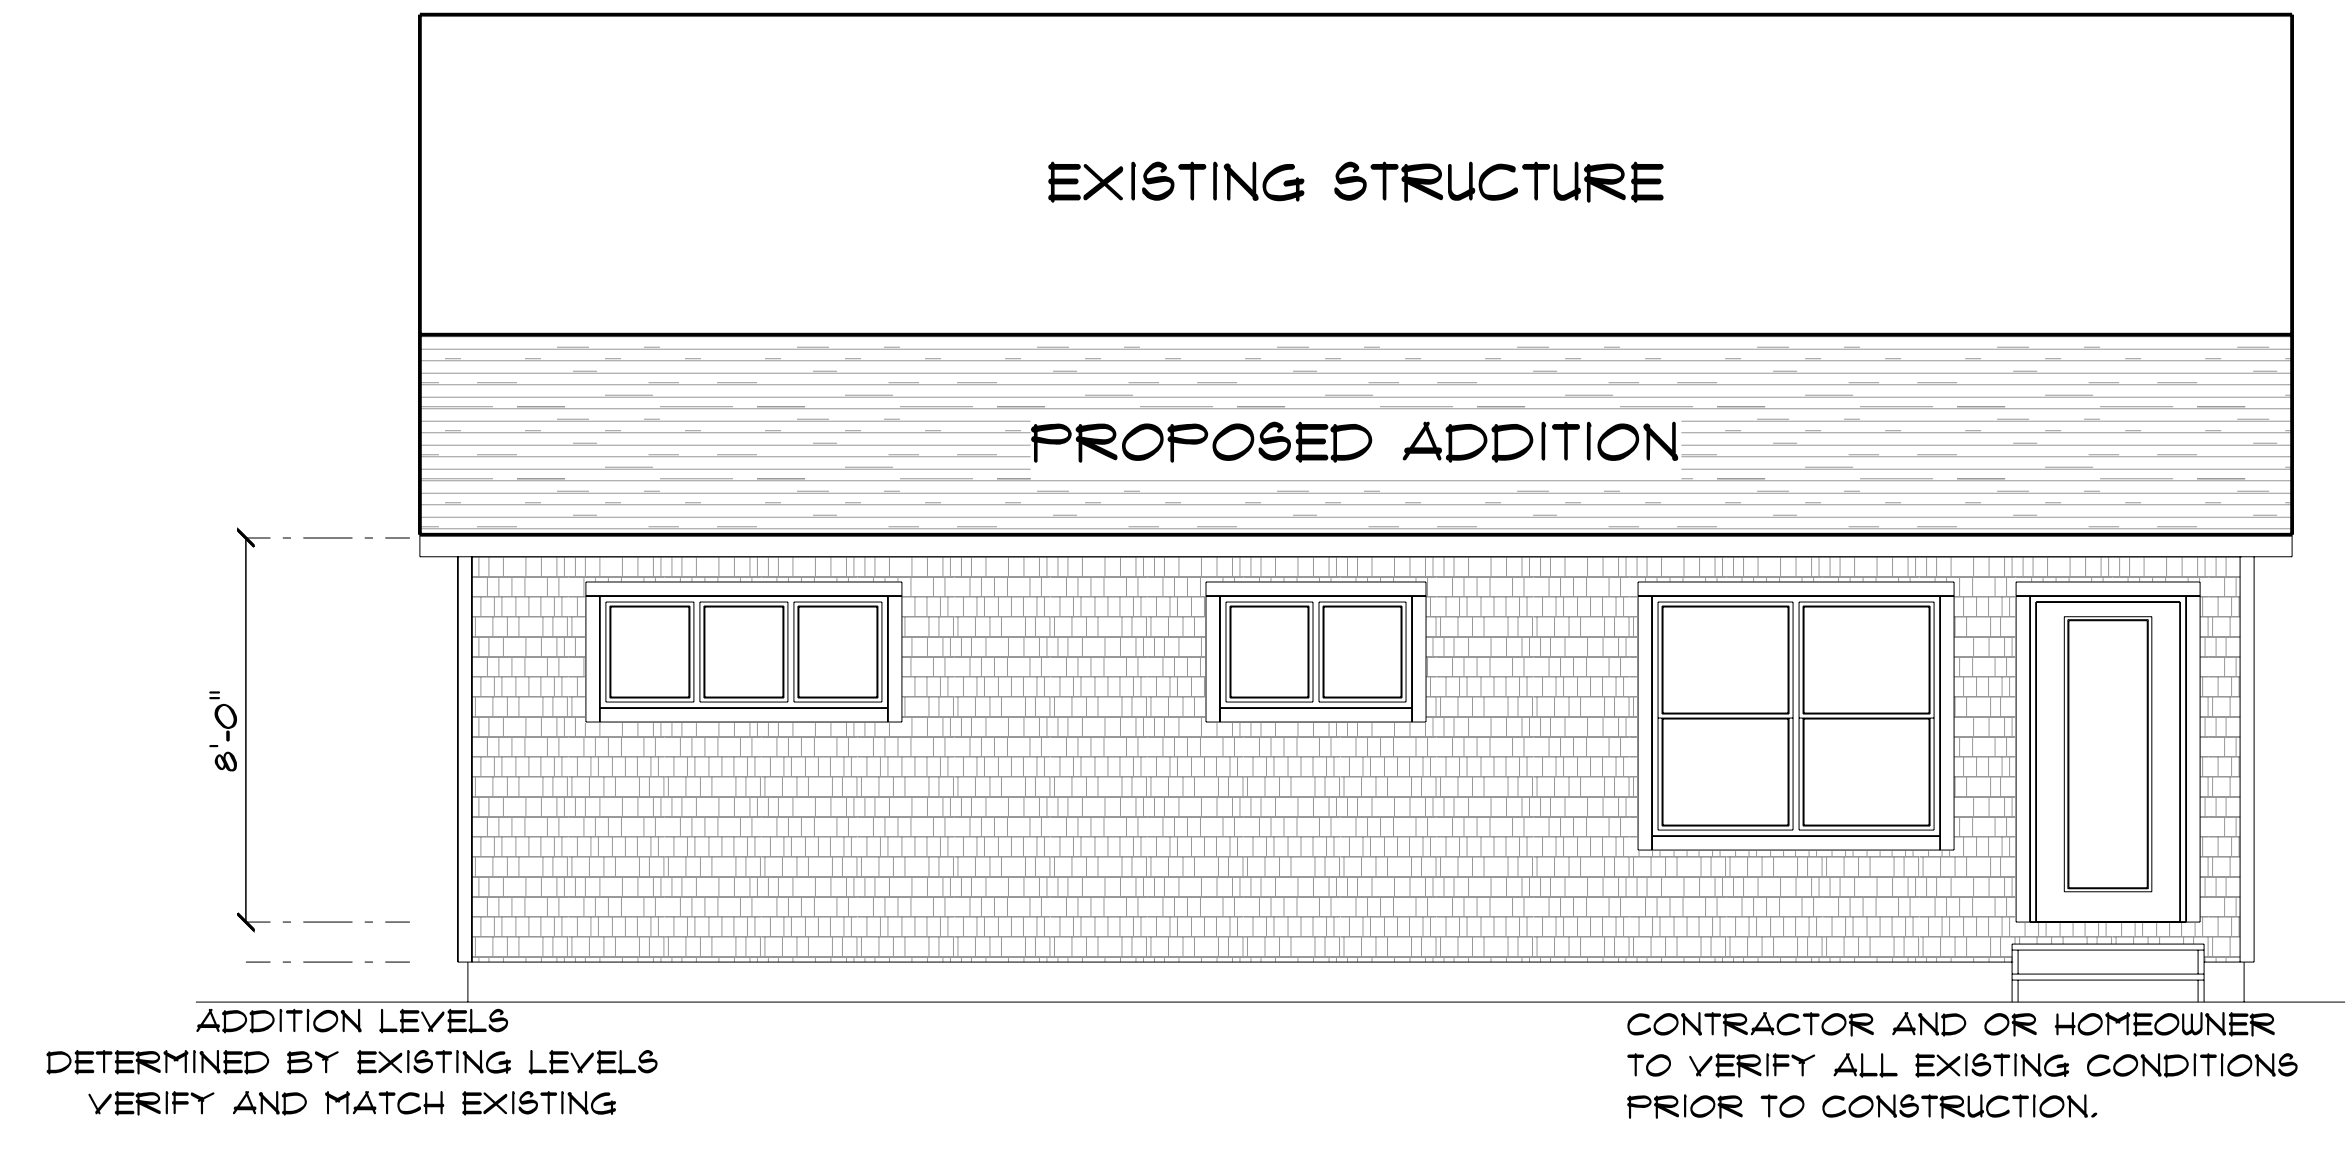 EXISTING STRUCTURE
PROPOSED ADDITION
8'-0"
ADDITION LEVELS
DETERMINED BY EXISTING LEVELS
VERIFY AND MATCH EXISTING
CONTRACTOR AND OR HOMEOWNER
TO VERIFY ALL EXISTING CONDITIONS
PRIOR TO CONSTRUCTION.